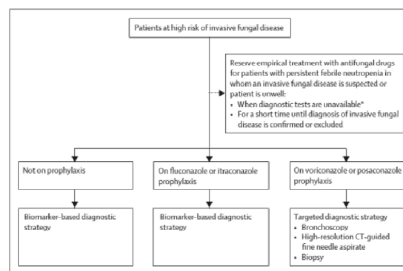 Patients at high risk of invasive fungal disease
Reserve empirical treatment with antifungal drugs
for patients with persistent febrile neutropenia in
whom an invasive fungal disease is suspected or
patient is unwell:
• When diagnostic tests are unavailable*
• For a short time until diagnosis of invasive fungal
disease is confirmed or excluded
Not on prophylaxis
On fluconazole or itraconazole
prophylaxis
On voriconazole or posaconazole
prophylaxis
Biomarker-based diagnostic
strategy
Biomarker-based diagnostic
strategy
Targeted diagnostic strategy
• Bronchoscopy
• High-resolution CT-guided
fine needle aspirate
• Biopsy